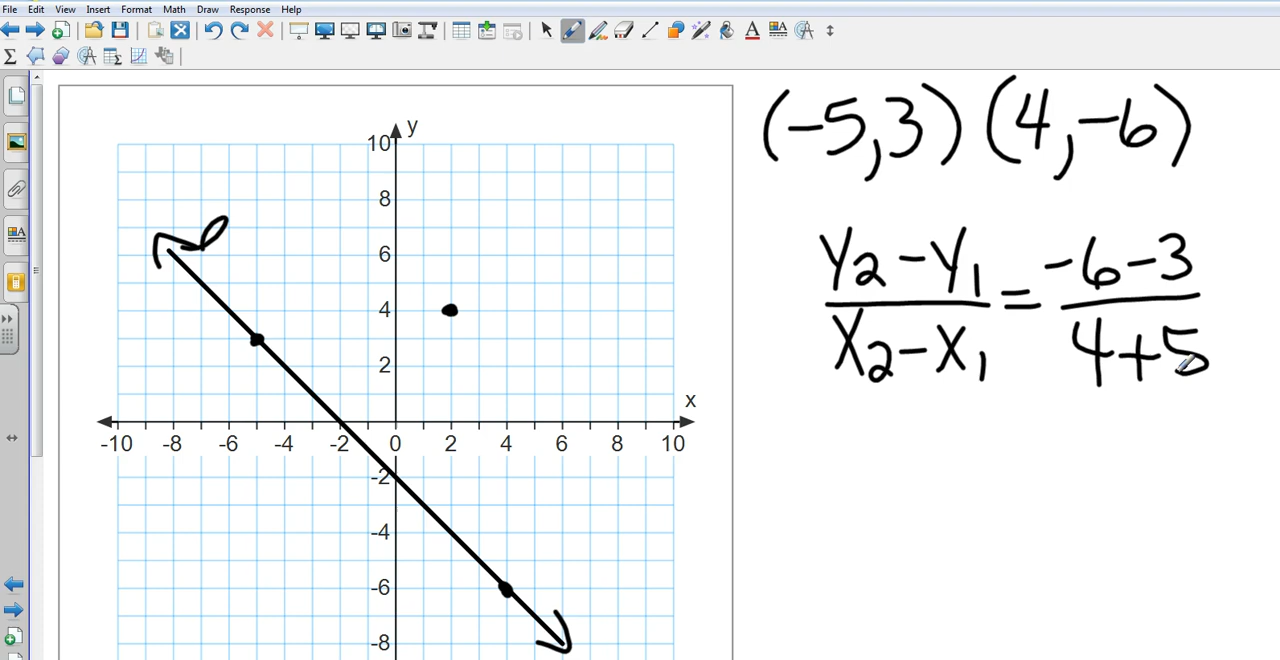 File Edit View Insert Format Math Draw Response Help
(-5,3) (4,-6)
y
10
8
6
4
2
x
-10 -8 -6 -4 -2 0 2 4 6 8 10
-2
-4
-6
-8
Y2-Y1 = -6-3
X2-X1 4+5